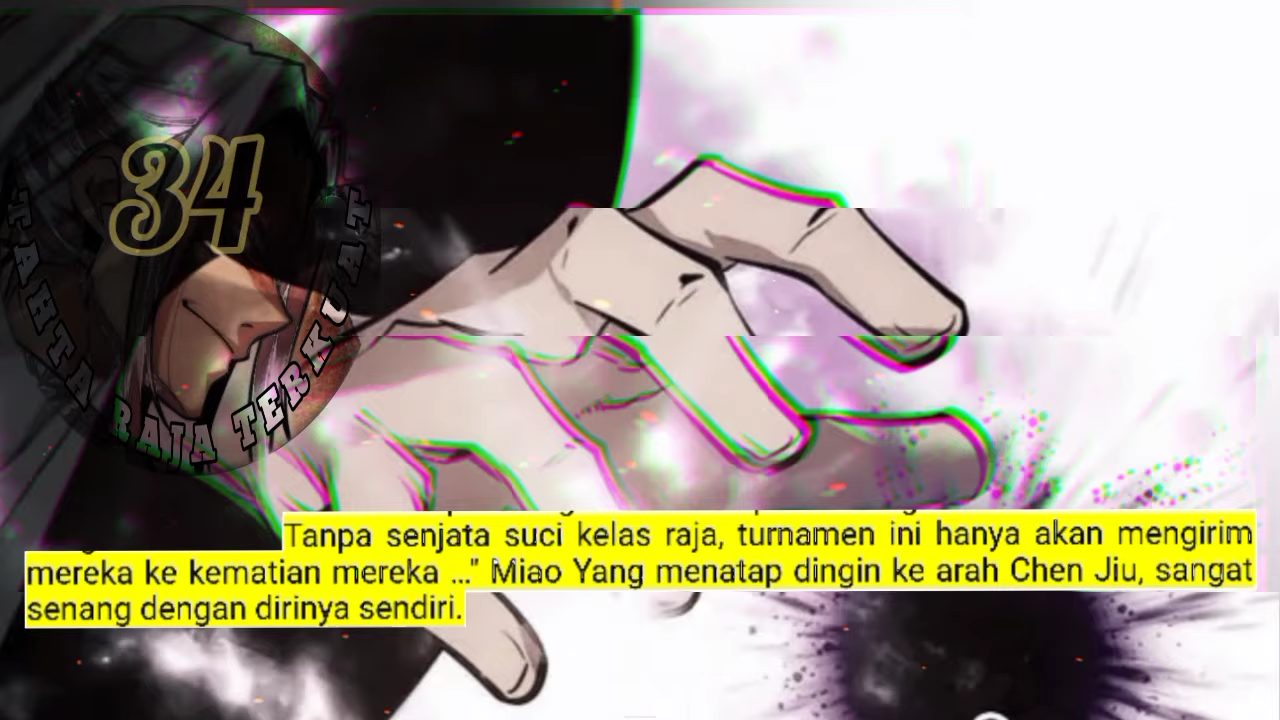 34
TAHTA RAJA TERKUAT
Tanpa senjata suci kelas raja, turnamen ini hanya akan mengirim
mereka ke kematian mereka ..." Miao Yang menatap dingin ke arah Chen Jiu, sangat
senang dengan dirinya sendiri.